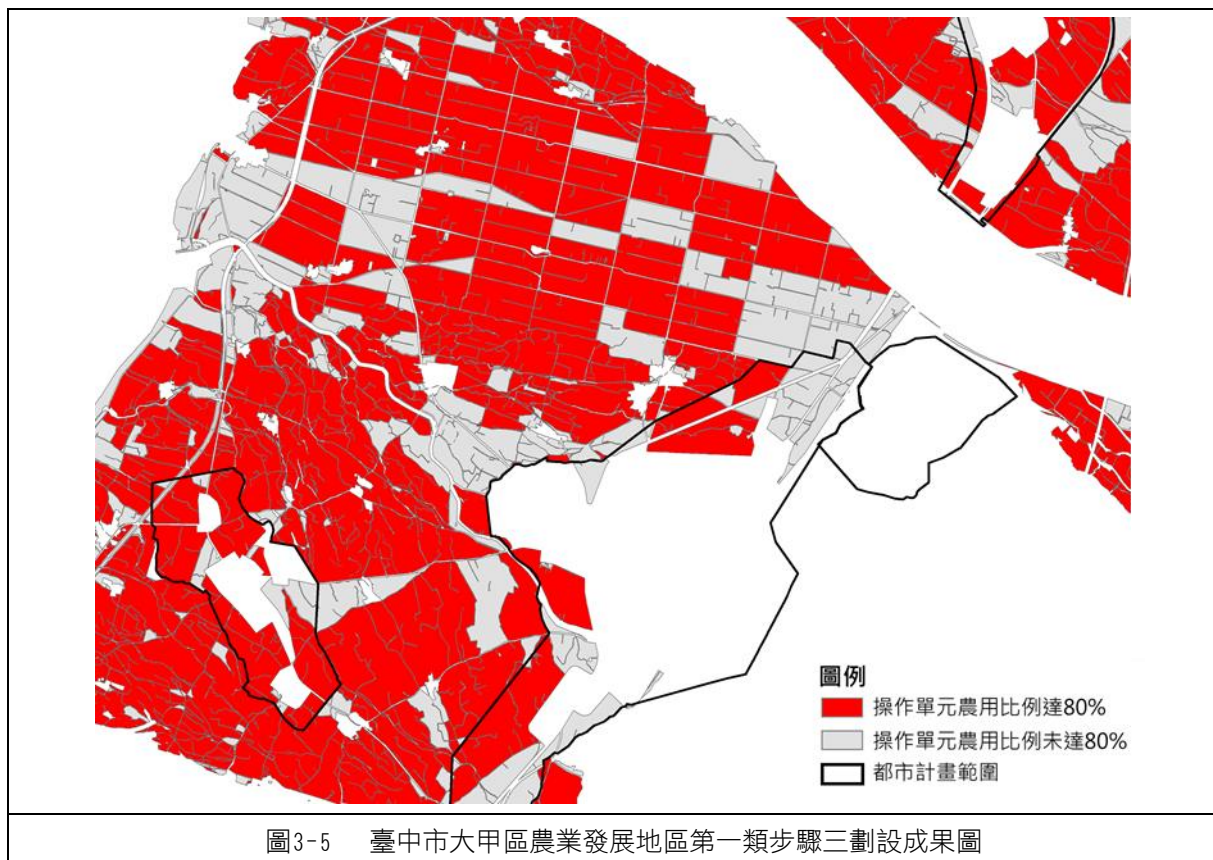 圖例
操作單元農用比例達80%
操作單元農用比例未達80%
都市計畫範圍
圖3-5 臺中市大甲區農業發展地區第一類步驟三劃設成果圖